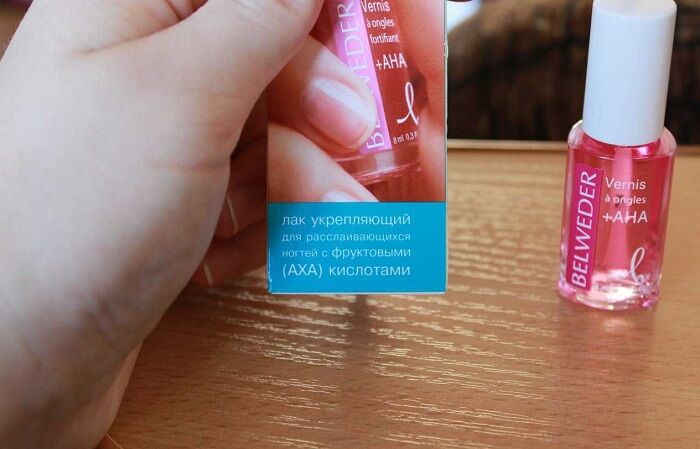 BELWEDER
Vernis
à ongles
fortifiant
+AHA
8 ml
лак укрепляющий
для расслаивающихся
ногтей с фруктовыми
(АХА) кислотами
BELWEDER
Vernis
à ongles
+AHA